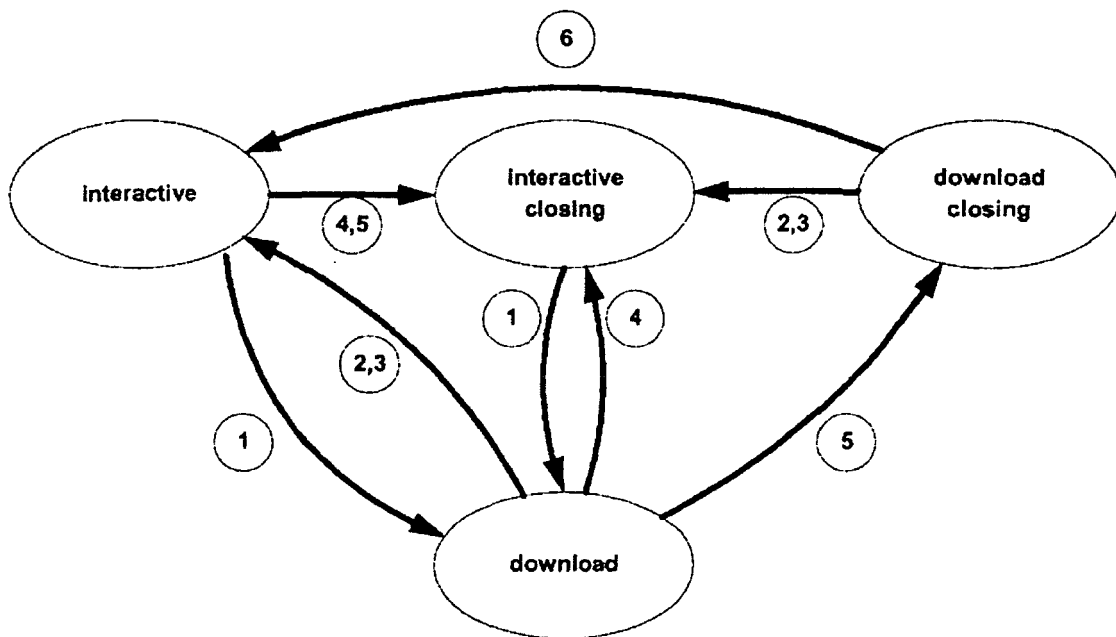 6
interactive
interactive
closing
download
closing
4,5
2,3
1
4
2,3
1
5
download